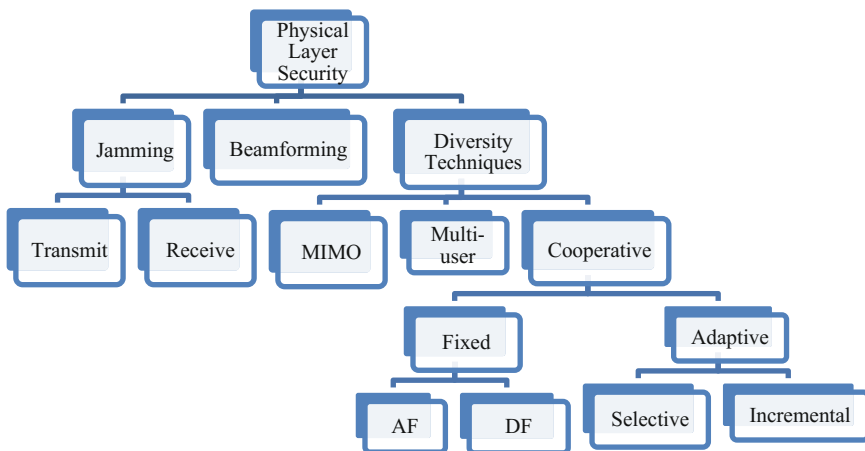 Physical
Layer
Security
Jamming
Beamforming
Diversity
Techniques
Transmit
Receive
MIMO
Multi-
user
Cooperative
Fixed
Adaptive
AF
DF
Selective
Incremental